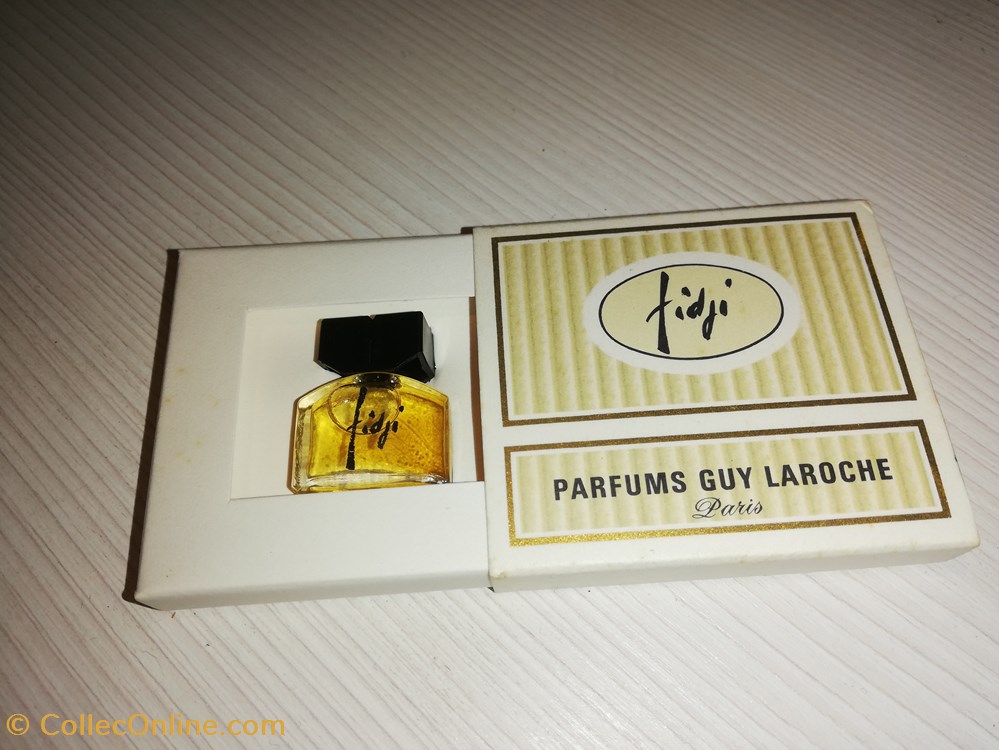 fidji
fidji
PARFUMS GUY LAROCHE
Paris
© CollecOnline.com